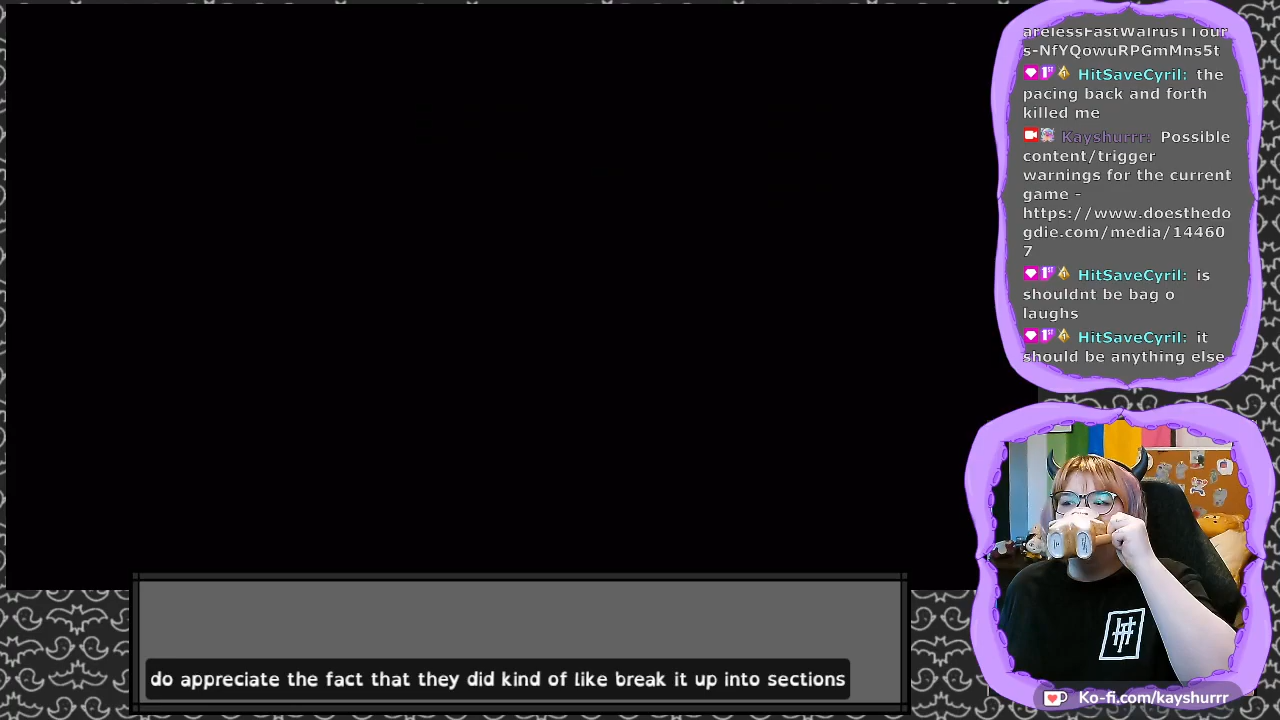 arelessFastWalrusTTour
s-NfYQowuRPGmMns5t
HitSaveCyril: the
pacing back and forth
killed me
Kayshurrr: Possible
content/trigger
warnings for the current
game -
https://www.doesthedo
gdie.com/media/14460
7
HitSaveCyril: is
shouldnt be bag o
laughs
HitSaveCyril: it
should be anything else
do appreciate the fact that they did kind of like break it up into sections
Ko-fi.com/kayshurrr